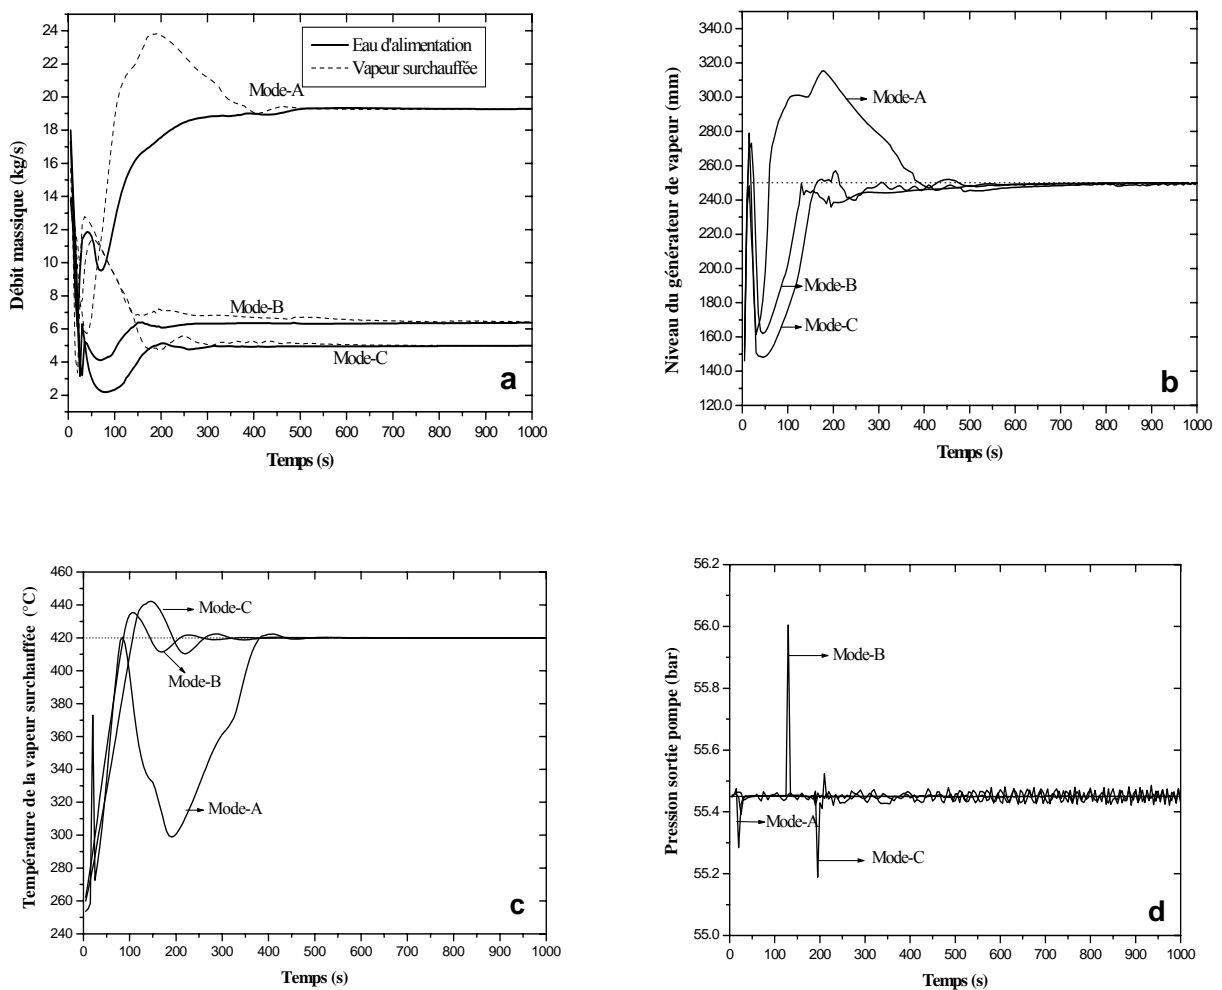 24
22
20
18
16
14
12
10
8
6
4
2
Débit massique (kg/s)
Eau d'alimentation
Vapeur surchauffée
Mode-A
Mode-B
Mode-C
a
0 100 200 300 400 500 600 700 800 900 1000
Temps (s)
340.0
320.0
300.0
280.0
260.0
240.0
220.0
200.0
180.0
160.0
140.0
120.0
Niveau du générateur de vapeur (mm)
Mode-A
Mode-B
Mode-C
b
0 100 200 300 400 500 600 700 800 900 1000
Temps (s)
460
440
420
400
380
360
340
320
300
280
260
240
Température de la vapeur surchauffée (°C)
Mode-C
Mode-B
Mode-A
c
0 100 200 300 400 500 600 700 800 900 1000
Temps (s)
56.2
56.0
55.8
55.6
55.4
55.2
55.0
Pression sortie pompe (bar)
Mode-B
Mode-A
Mode-C
d
0 100 200 300 400 500 600 700 800 900 1000
Temps (s)